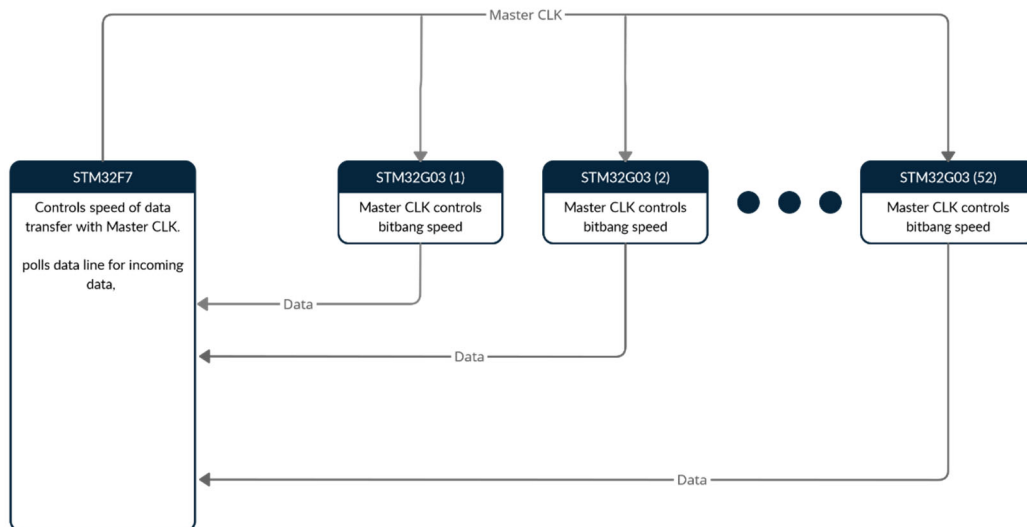 Master CLK
STM32F7
Controls speed of data
transfer with Master CLK.
polls data line for incoming
data,
STM32G03 (1)
Master CLK controls
bitbang speed
STM32G03 (2)
Master CLK controls
bitbang speed
STM32G03 (52)
Master CLK controls
bitbang speed
Data
Data
Data